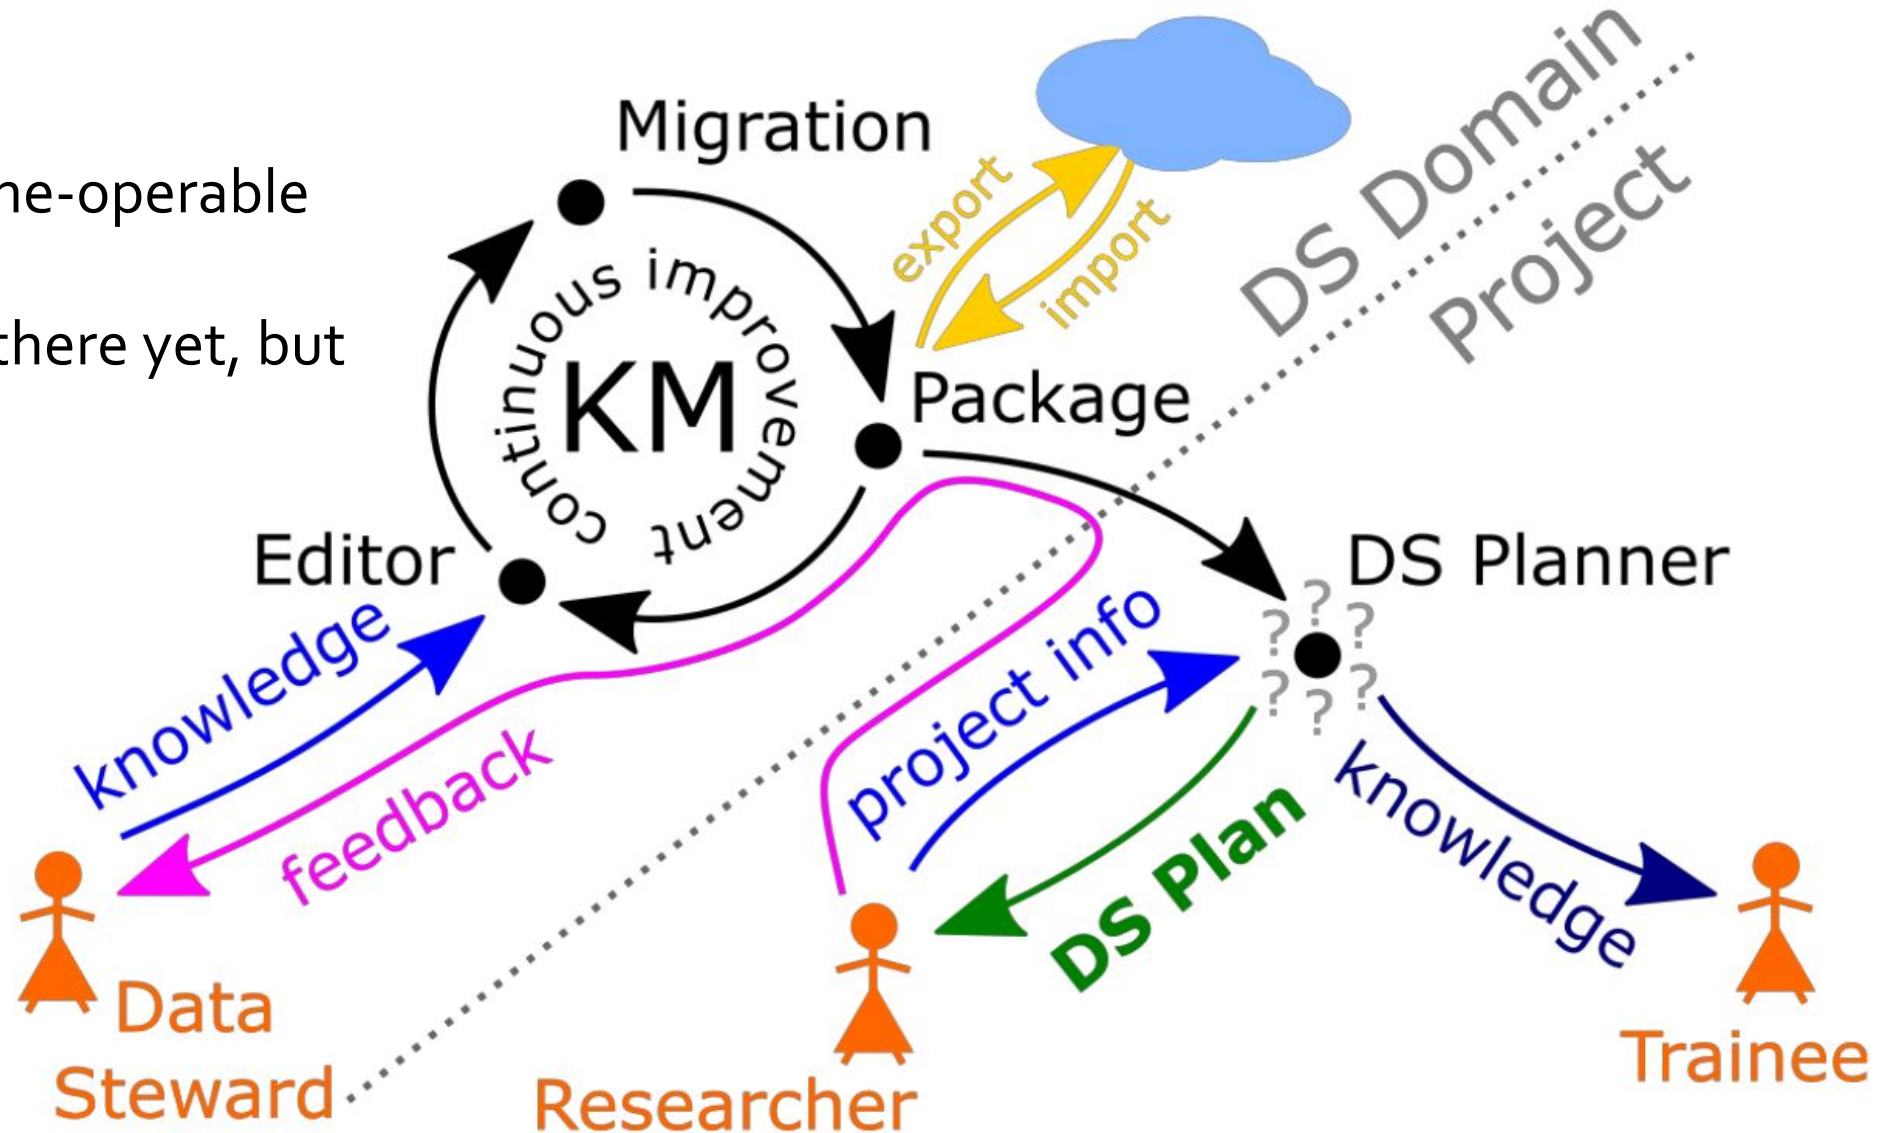 ne-operable
there yet, but
Migration
export
import
DS Domain
Project
continuous improvement
KM
Package
Editor
DS Planner
? ? ? ? ? ?
knowledge
feedback
project info
DS Plan
knowledge
Data
Steward
Researcher
Trainee